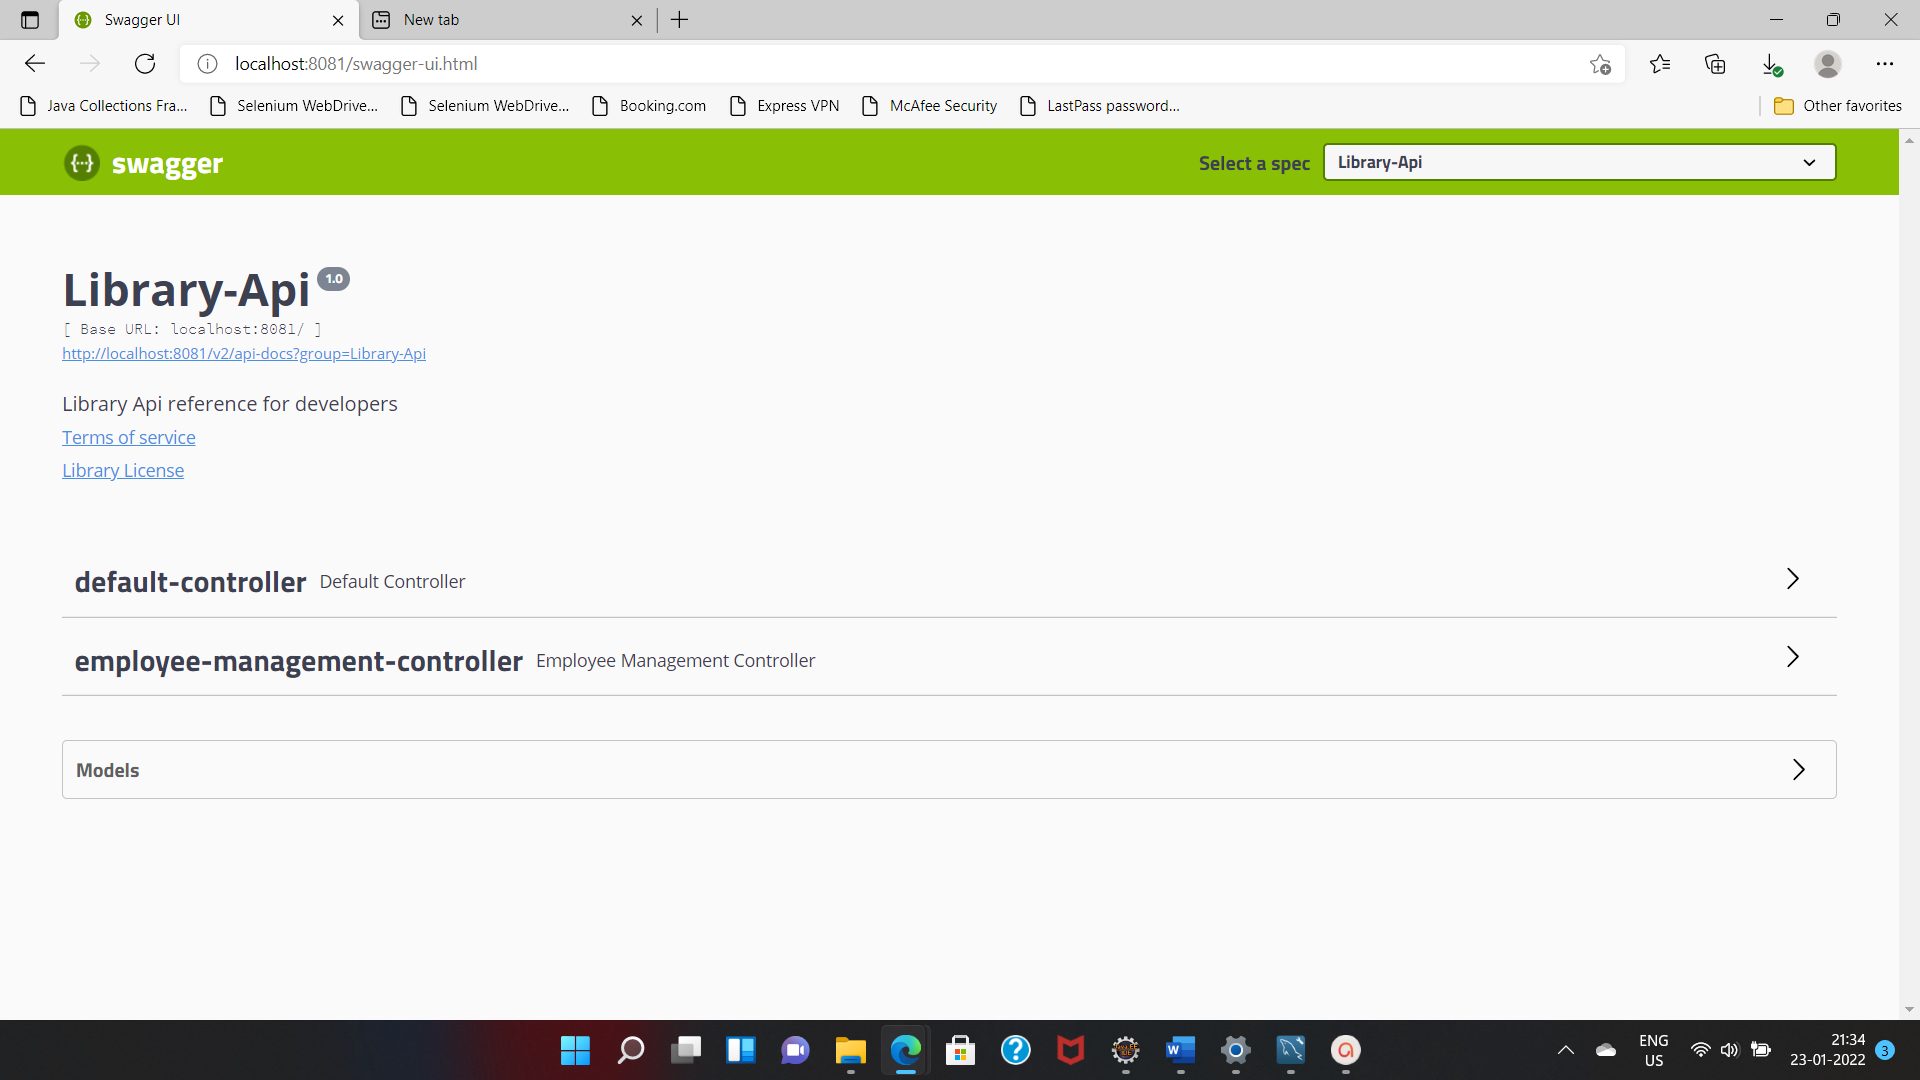 Swagger UI
New tab
localhost:8081/swagger-ui.html
Java Collections Fra...
Selenium WebDrive...
Selenium WebDrive...
Booking.com
Express VPN
McAfee Security
LastPass password...
Other favorites
{···} swagger
Select a spec
Library-Api
Library-Api 1.0
[ Base URL: localhost:8081/ ]
http://localhost:8081/v2/api-docs?group=Library-Api
Library Api reference for developers
Terms of service
Library License
default-controller Default Controller
employee-management-controller Employee Management Controller
Models
ENG
US
21:34
23-01-2022
3